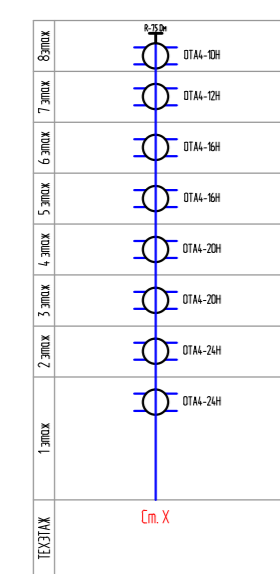 R-75 Ом
8 этаж
ОТА4-10Н
7 этаж
ОТА4-12Н
6 этаж
ОТА4-16Н
5 этаж
ОТА4-16Н
4 этаж
ОТА4-20Н
3 этаж
ОТА4-20Н
2 этаж
ОТА4-24Н
1 этаж
ОТА4-24Н
ТЕХЭТАЖ
Ст. X